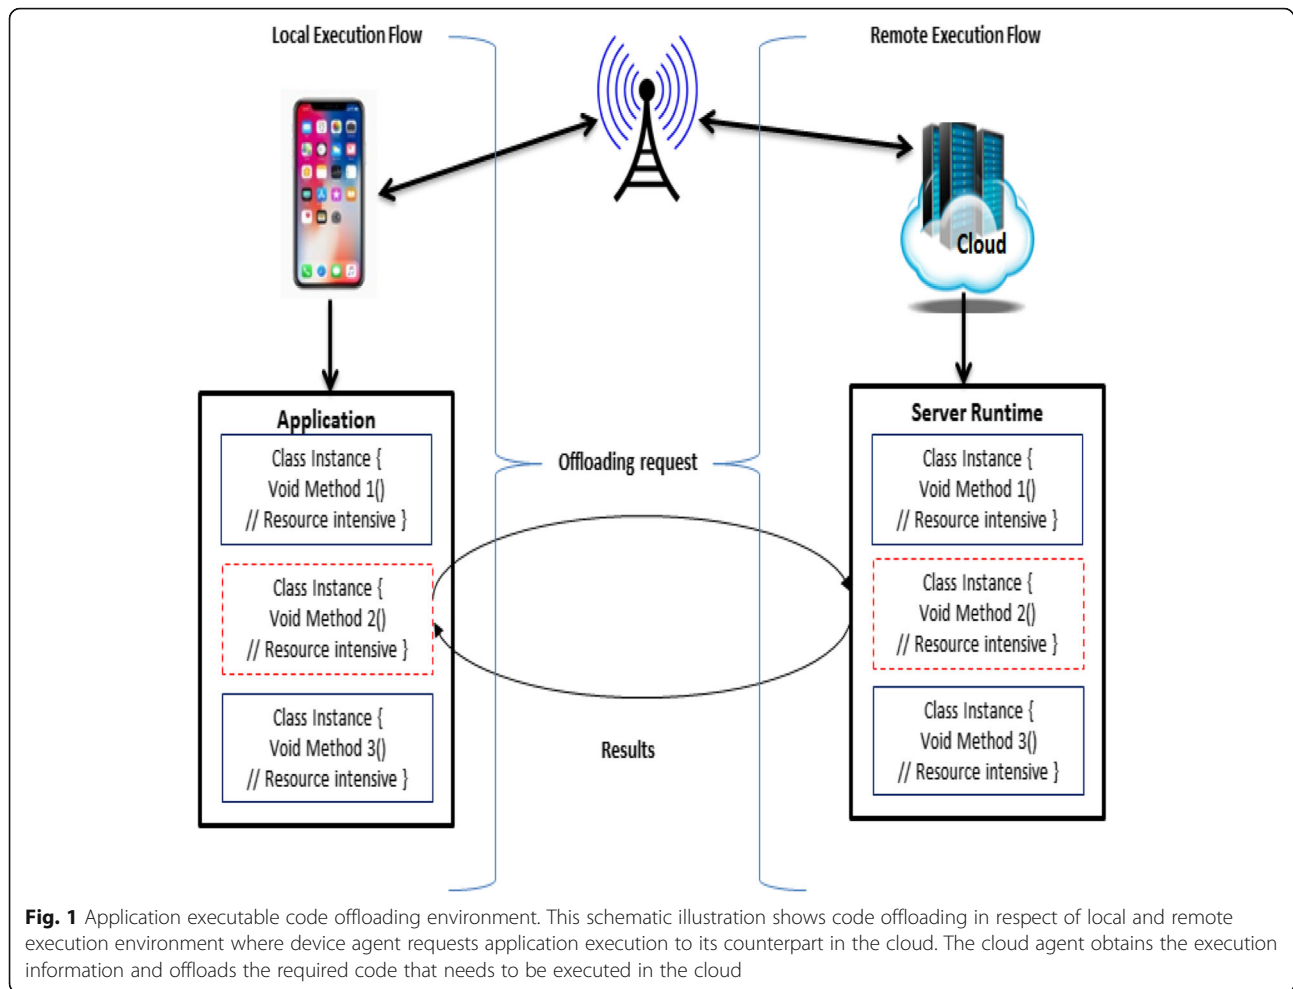 Local Execution Flow
Remote Execution Flow
Cloud
Application
Class Instance {
Void Method 1()
// Resource intensive }
Class Instance {
Void Method 2()
// Resource intensive }
Class Instance {
Void Method 3()
// Resource intensive }
Offloading request
Results
Server Runtime
Class Instance {
Void Method 1()
// Resource intensive }
Class Instance {
Void Method 2()
// Resource intensive }
Class Instance {
Void Method 3()
// Resource intensive }
Fig. 1 Application executable code offloading environment. This schematic illustration shows code offloading in respect of local and remote
execution environment where device agent requests application execution to its counterpart in the cloud. The cloud agent obtains the execution
information and offloads the required code that needs to be executed in the cloud